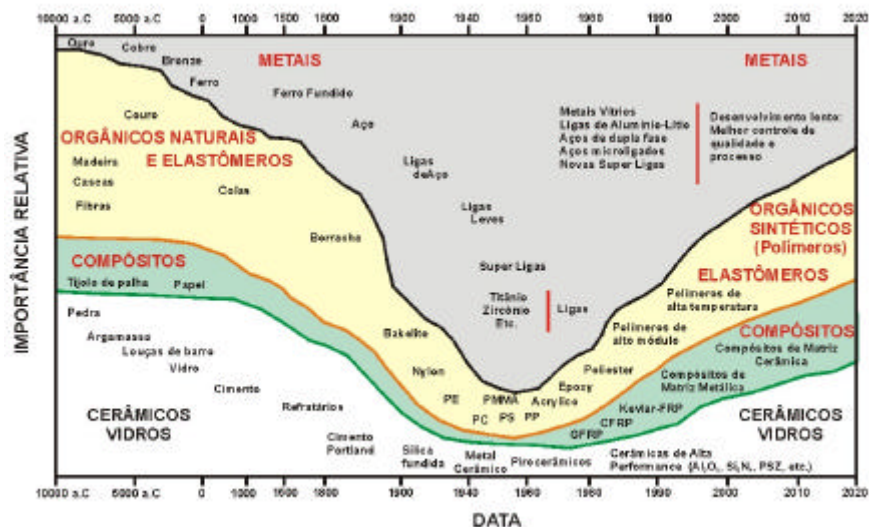 10000 a.C 5000 a.C 0 1000 1500 1800 1900 1940 1960 1980 1990 1990 2000 2010 2020
IMPORTÂNCIA RELATIVA
Ouro
Cobre
Bronze
Ferro
METAIS
METAIS
Ferro Fundido
Aço
Ligas
deAço
Ligas
Leves
Super Ligas
Titânio
Zircônio
Etc.
Ligas
Metais Vítrios
Ligas de Alumínie-Lítio
Aços de dupla fase
Aços microligados
Novas Super Ligas
Desenvolvimento lento:
Melhor controle de
qualidade e
processo
Couro
ORGÂNICOS NATURAIS
E ELASTÔMEROS
Madeira
Cascas
Fibras
Colas
Borracha
Bakelite
Nylon
PE
PMMA
Acrylico
Epoxy
Poliester
PC
PS
PP
ORGÂNICOS
SINTÉTICOS
(Polímeros)
ELASTÔMEROS
Polímeros de
alta temperatura
Polímeros de
alto módulo
COMPÓSITOS
Tijolo de palha
Papel
COMPÓSITOS
Compósitos de Matriz
Cerâmica
Compósitos de
Matriz Metálica
Kevlar-FRP
CFRP
GFRP
Pedra
Argamassa
Louças de barro
Vidro
Cimento
Refratários
CERÂMICOS
VIDROS
Cimento
Portland
Sílica
fundida
Metal
Cerâmico
Pirocerâmicos
Cerâmicas de Alta
Performance (Al₂O₃, Si₃N₄, PSZ, etc.)
CERÂMICOS
VIDROS
10000 a.C 5000 a.C 0 1000 1500 1800 1900 1940 1960 1980 1990 2000 2010 2020
DATA